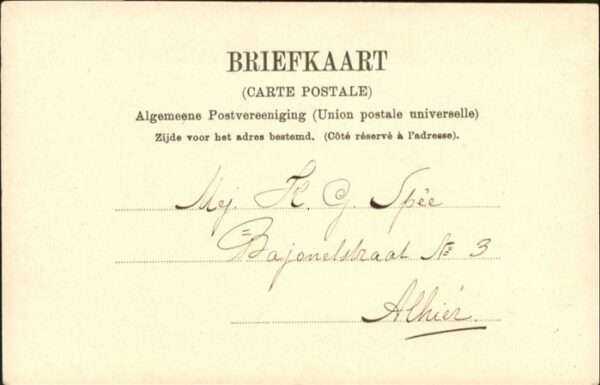 BRIEFKAART
(CARTE POSTALE)
Algemeene Postvereeniging (Union postale universelle)
Zijde voor het adres bestemd. (Côté réservé à l'adresse).
Mej. K. G. Spée
Bajonetstraat No 3
Alhier.